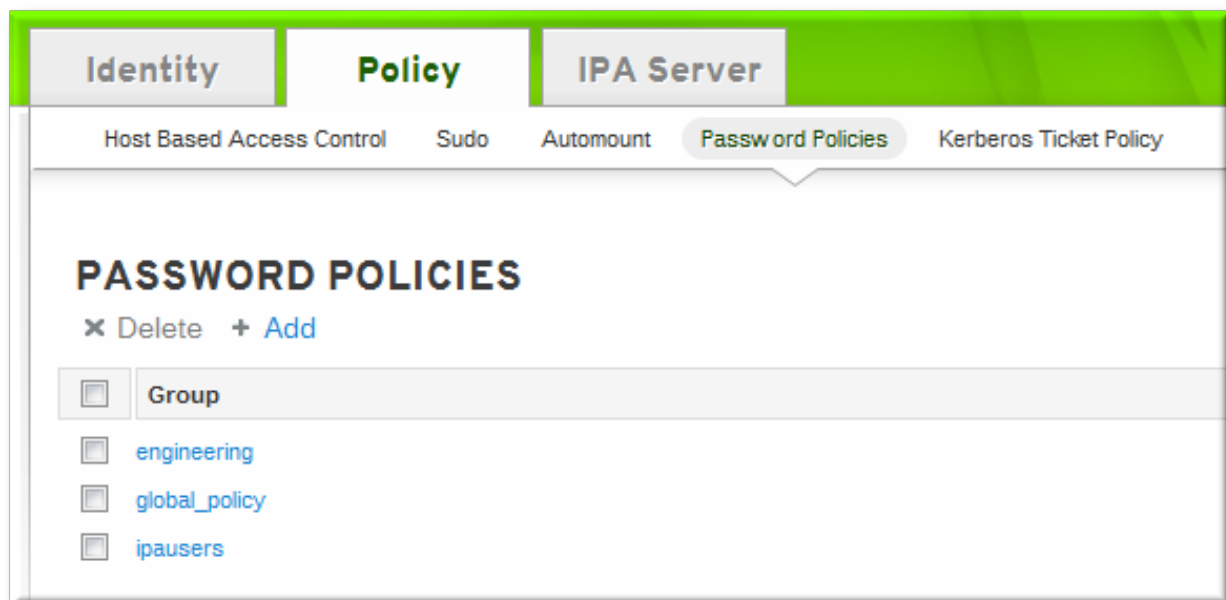 Identity Policy IPA Server
Host Based Access Control Sudo Automount Password Policies Kerberos Ticket Policy
PASSWORD POLICIES
Delete Add
Group
engineering
global_policy
ipausers